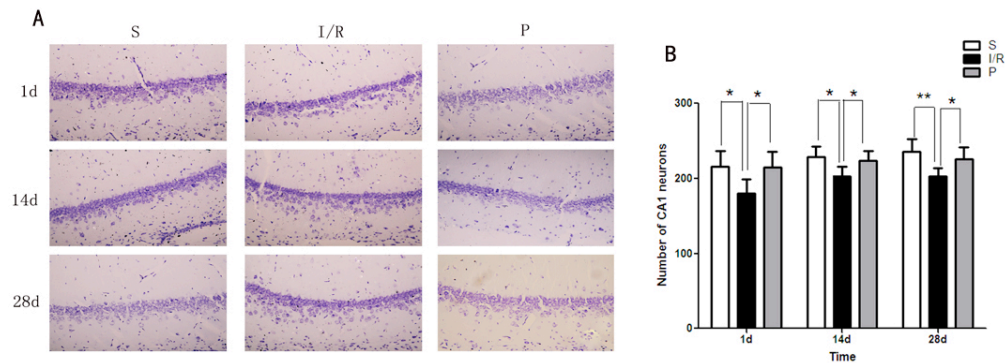 A
S I/R P
1d
14d
28d
B
S
I/R
P
* * * * ** *
300
200
100
0
Number of CA1 neurons
1d 14d 28d
Time